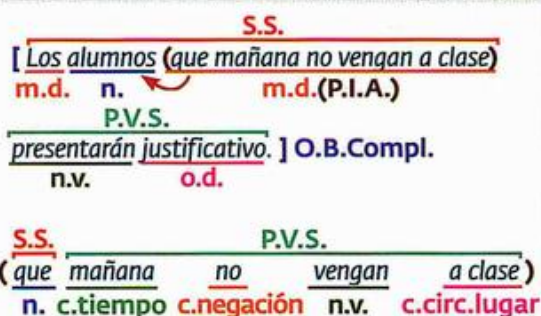 S.S.
[ Los alumnos (que mañana no vengan a clase)
m.d. n. m.d.(P.I.A.)
P.V.S.
presentarán justificativo. ] O.B.Compl.
n.v. o.d.
S.S. P.V.S.
( que mañana no vengan a clase )
n. c.tiempo c.negación n.v. c.circ.lugar